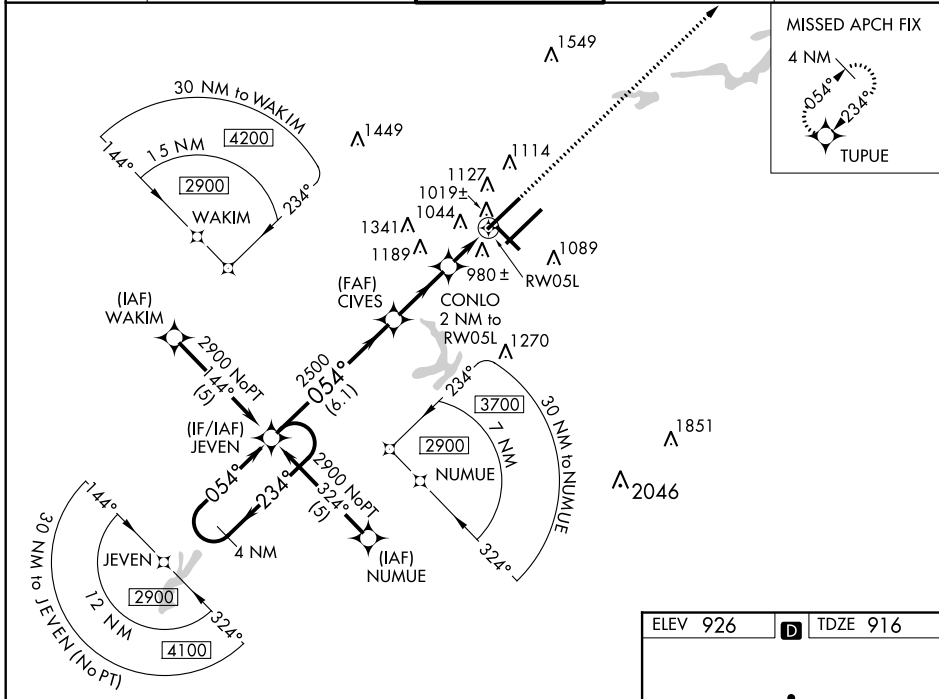 MISSED APCH FIX
4 NM
054°
234°
TUPUE
1549
30 NM to WAKIM
4200
1449
144°
15 NM
2900
234°
WAKIM
1114
1127
1019±
1044
1341
1189
1089
980±
RW05L
(FAF)
CIVES
CONLO
2 NM to
RW05L
1270
(IAF)
WAKIM
2900 NoPT
144°
(5)
2500
054°
(6.1)
(IF/IAF)
JEVEN
234°
3700
30 NM to NUMUE
2900
7 NM
NUMUE
324°
1851
2046
054°
234°
2900 NoPT
324°
(5)
4 NM
(IAF)
NUMUE
144°
JEVEN
2900
12 NM
324°
30 NM to JEVEN (No PT)
4100
ELEV 926
D
TDZE 916